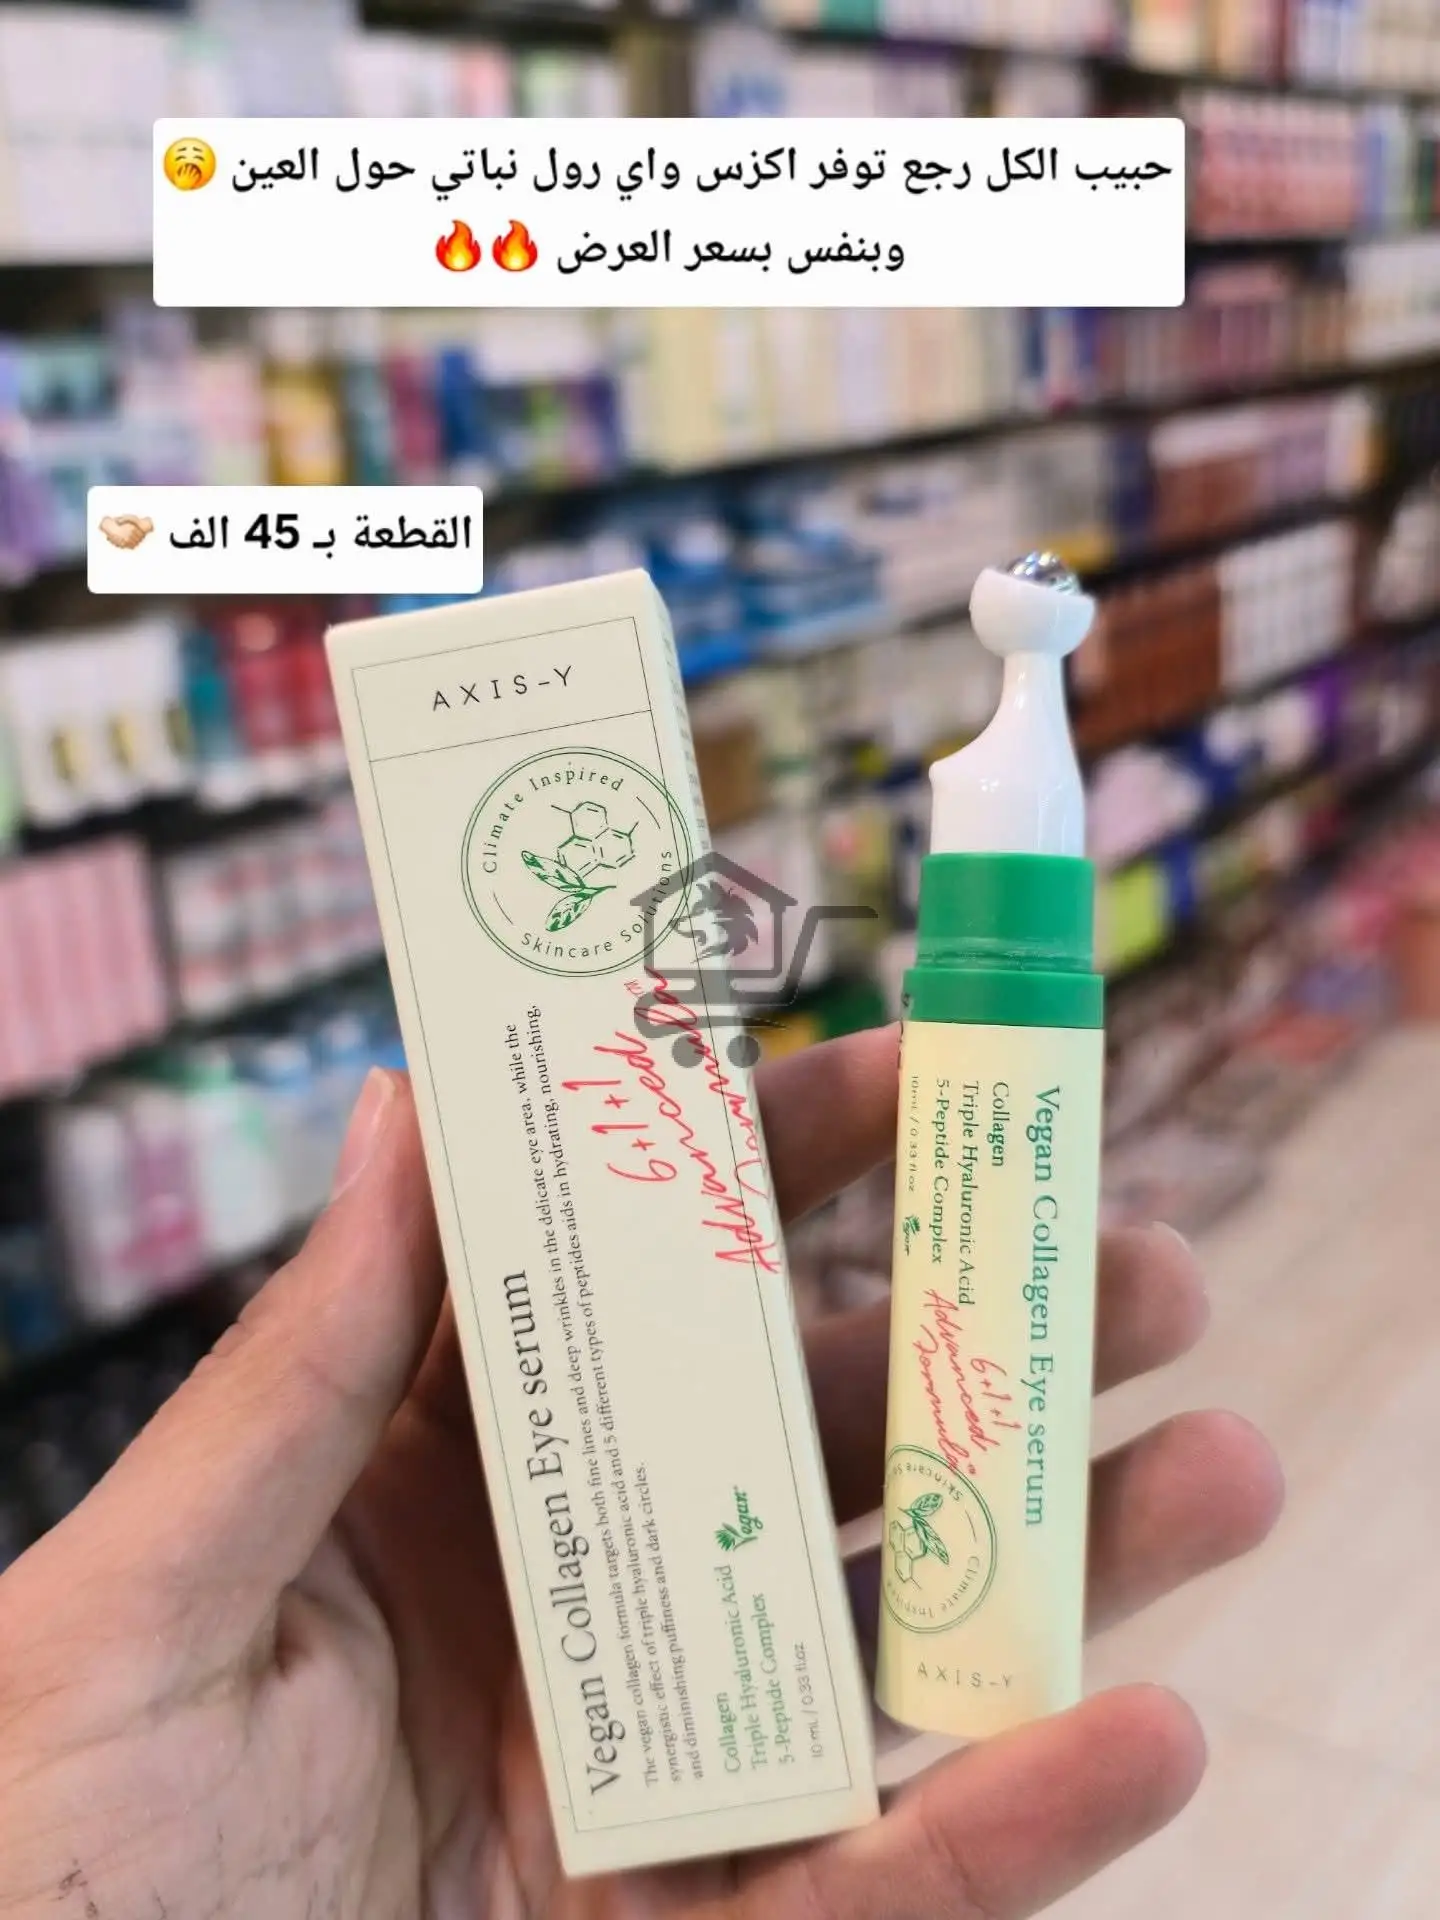 حبيب الكل رجع توفر اكزس واي رول نباتي حول العين 🥱
وبنفس بسعر العرض 🔥🔥
القطعة بـ 45 الف 🤝🏻
AXIS-Y
Climate Inspired
Skincare Solutions
6+1+1
Advanced
Formula
Vegan Collagen Eye serum
The vegan collagen formula targets both fine lines and deep wrinkles in the delicate eye area, while the
synergistic effect of triple hyaluronic acid and 5 different types of peptides aids in hydrating, nourishing,
and diminishing puffiness and dark circles.
Collagen
Triple Hyaluronic Acid
5-Peptide Complex
10 mL / 0.33 fl.oz
Vegan
Vegan Collagen Eye serum
Collagen
Triple Hyaluronic Acid
5-Peptide Complex
10mL / 0.33 fl oz
Vegan
6+1+1
Advanced
Formula
Climate Inspired
Skincare
AXIS-Y